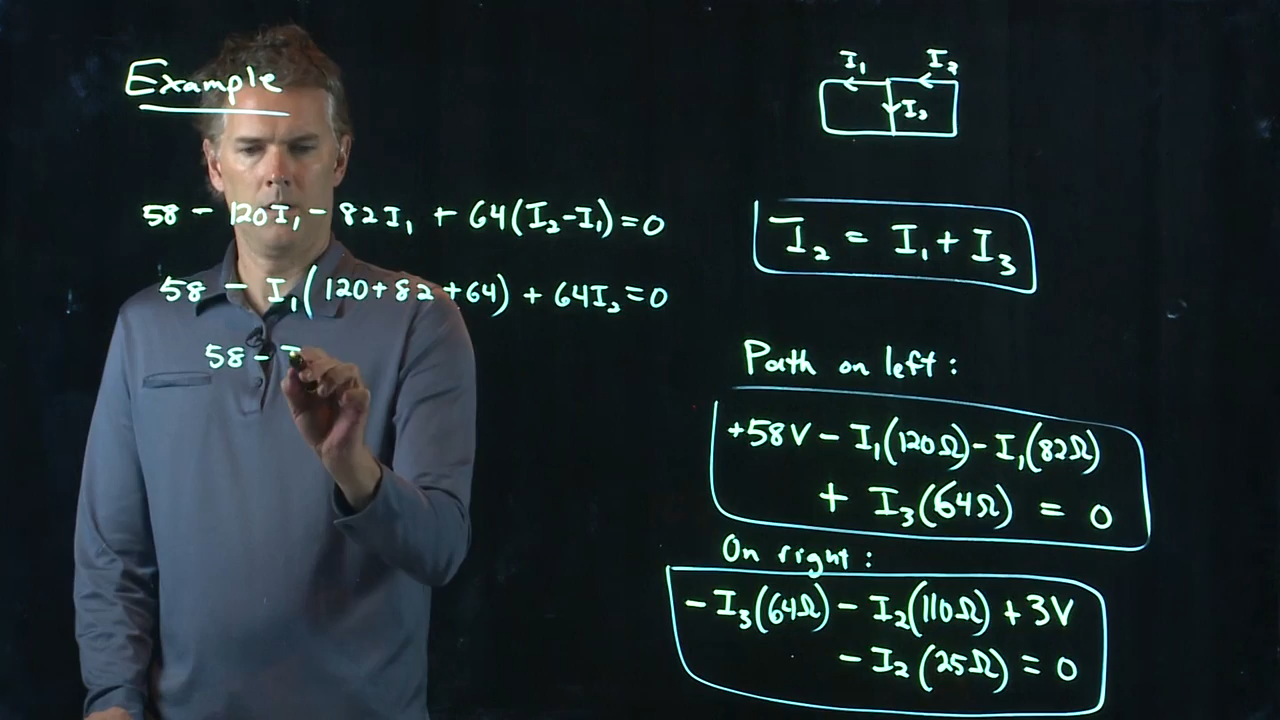 Example
58 - 120I₁ - 82I₁ + 64(I₂-I₁)=0
58 - I₁(120+82+64) + 64I₂=0
58 - I
I₁ I₂
I₃
I₂ = I₁ + I₃
Path on left:
+58V - I₁(120Ω) - I₁(82Ω)
+ I₃(64Ω) = 0
On right:
- I₃(64Ω) - I₂(110Ω) + 3V
- I₂(25Ω) = 0